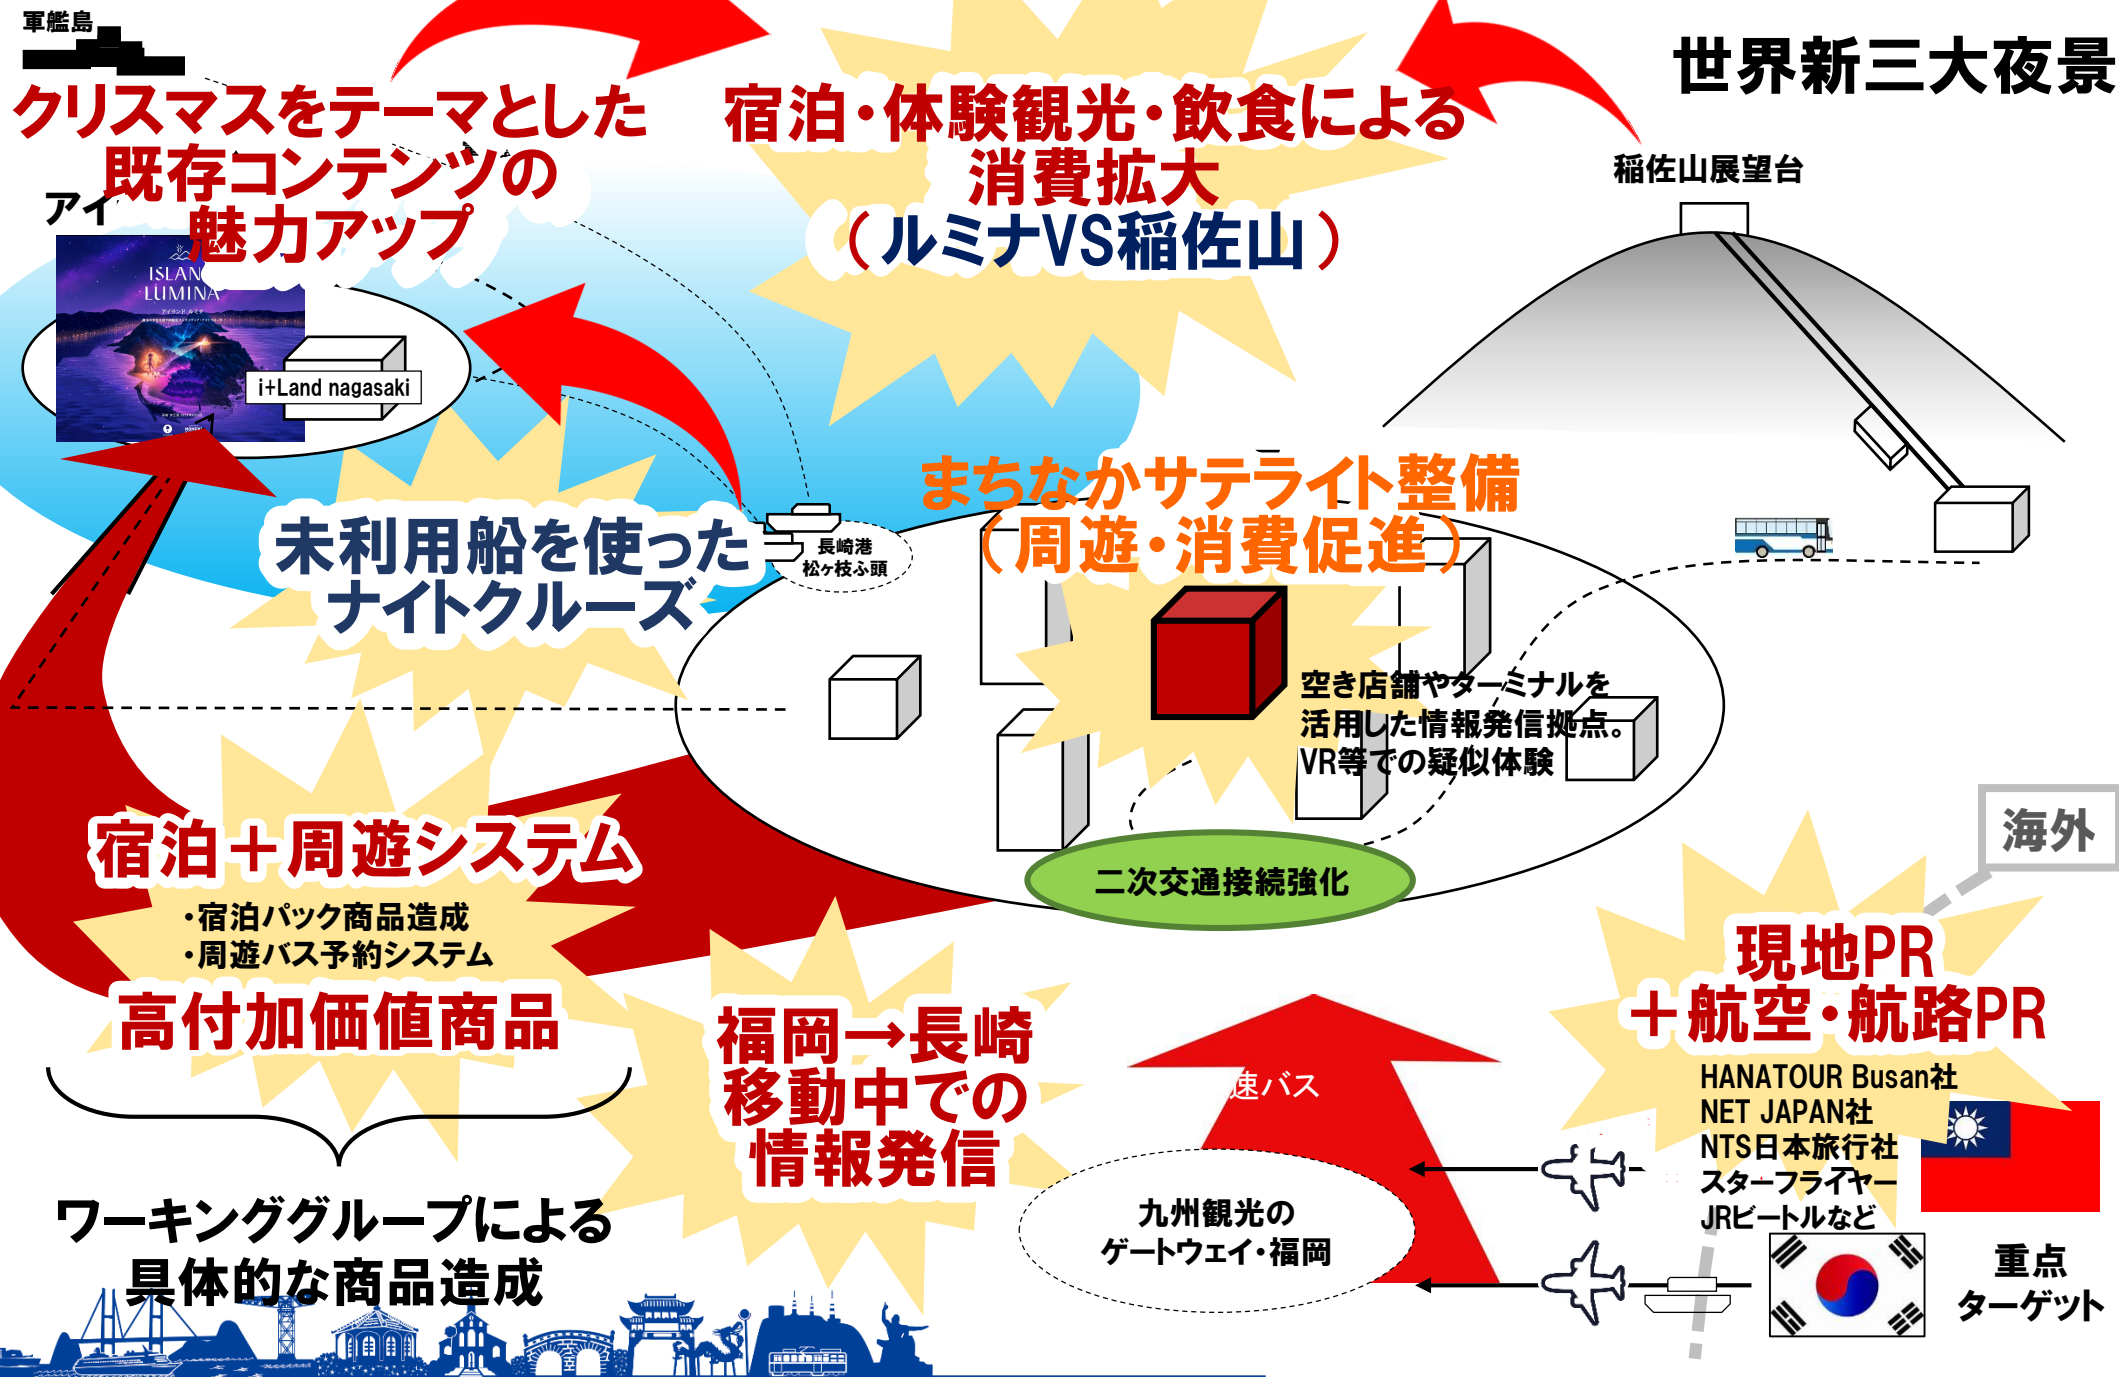 軍艦島
世界新三大夜景
クリスマスをテーマとした
既存コンテンツの
魅力アップ
宿泊・体験観光・飲食による
消費拡大
（ルミナVS稲佐山）
稲佐山展望台
アイ
ISLAN
LUMINA
アイランド ルミナ
i+Land nagasaki
まちなかサテライト整備
（周遊・消費促進）
未利用船を使った
ナイトクルーズ
長崎港
松ヶ枝ふ頭
空き店舗やターミナルを
活用した情報発信拠点。
VR等での疑似体験
海外
宿泊＋周遊システム
・宿泊パック商品造成
・周遊バス予約システム
高付加価値商品
二次交通接続強化
現地PR
＋航空・航路PR
HANATOUR Busan社
NET JAPAN社
NTS日本旅行社
スターフライヤー
JRビートルなど
福岡→長崎
移動中での
情報発信
速バス
九州観光の
ゲートウェイ・福岡
重点
ターゲット
ワーキンググループによる
具体的な商品造成